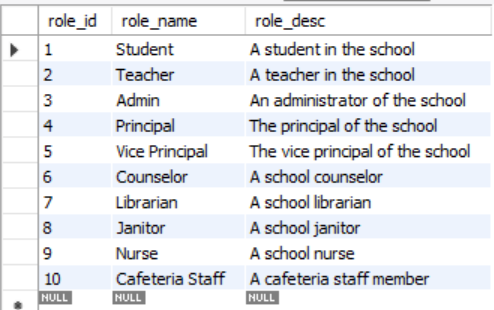 role_id role_name role_desc
1 Student A student in the school
2 Teacher A teacher in the school
3 Admin An administrator of the school
4 Principal The principal of the school
5 Vice Principal The vice principal of the school
6 Counselor A school counselor
7 Librarian A school librarian
8 Janitor A school janitor
9 Nurse A school nurse
10 Cafeteria Staff A cafeteria staff member
NULL NULL NULL